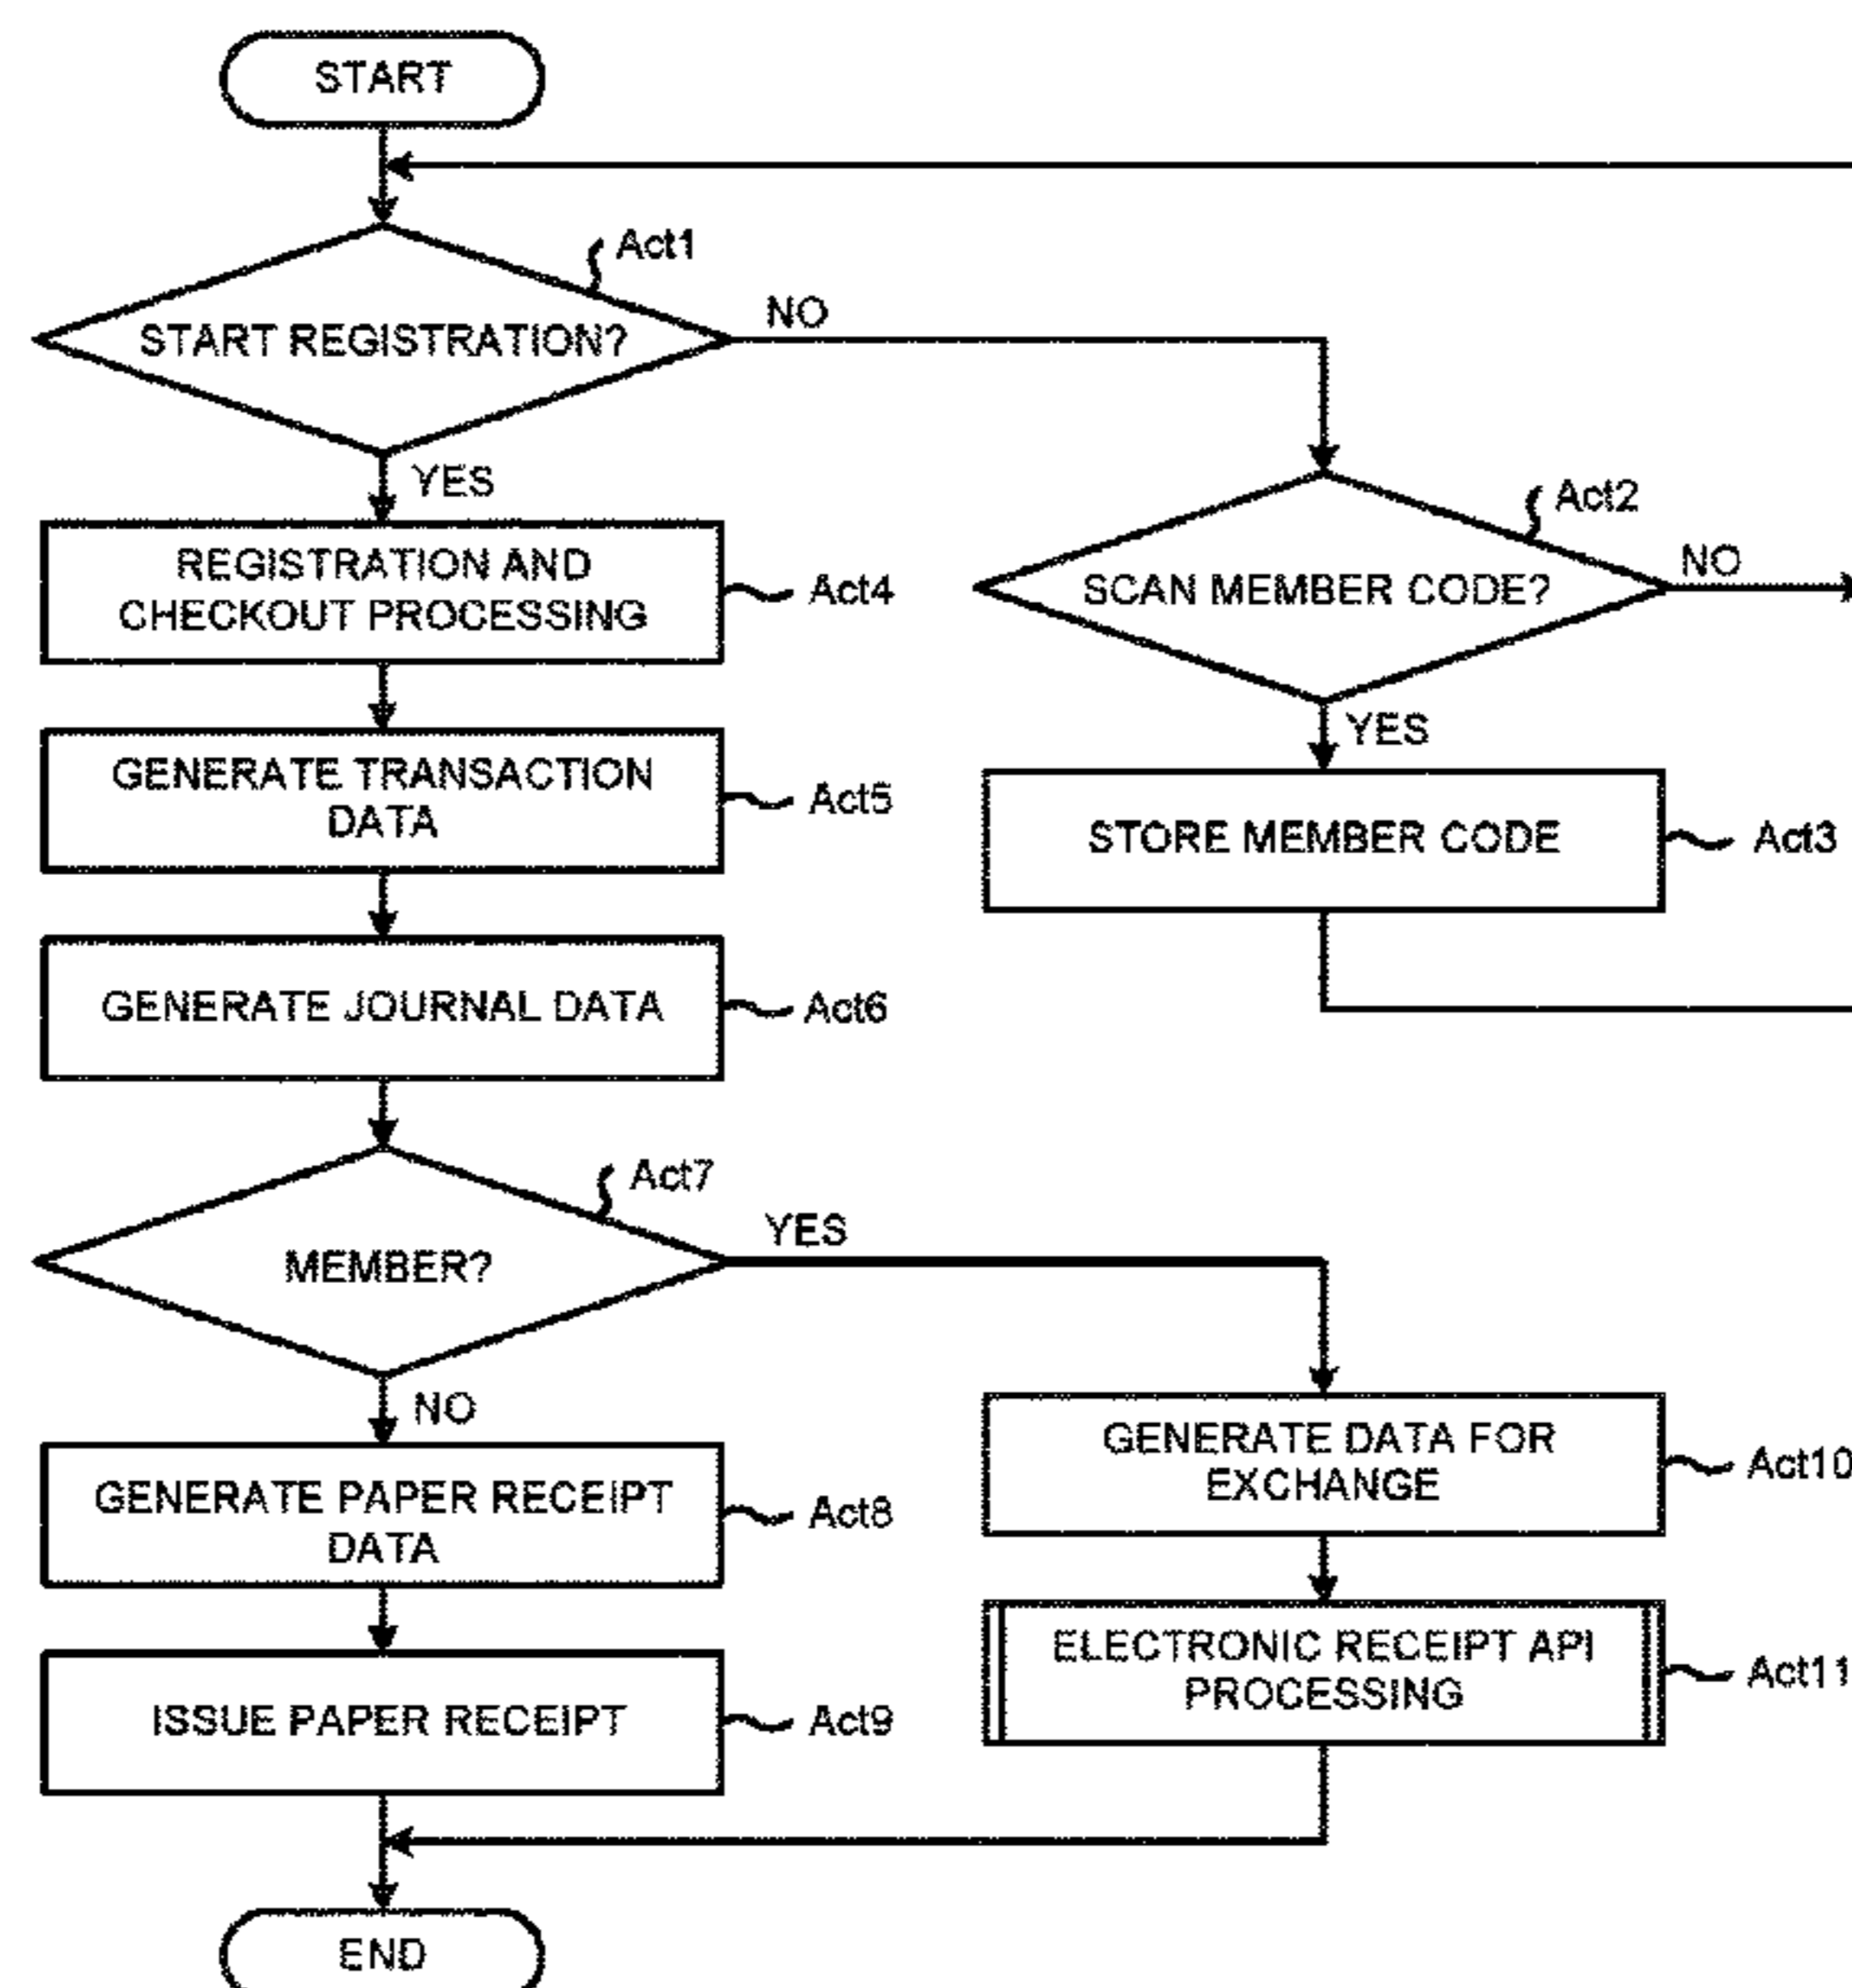 START
Act1
START REGISTRATION?
NO
YES
Act2
SCAN MEMBER CODE?
NO
YES
REGISTRATION AND
CHECKOUT PROCESSING
Act4
GENERATE TRANSACTION
DATA
Act5
STORE MEMBER CODE
Act3
GENERATE JOURNAL DATA
Act6
Act7
MEMBER?
YES
NO
GENERATE PAPER RECEIPT
DATA
Act8
GENERATE DATA FOR
EXCHANGE
Act10
ISSUE PAPER RECEIPT
Act9
ELECTRONIC RECEIPT API
PROCESSING
Act11
END